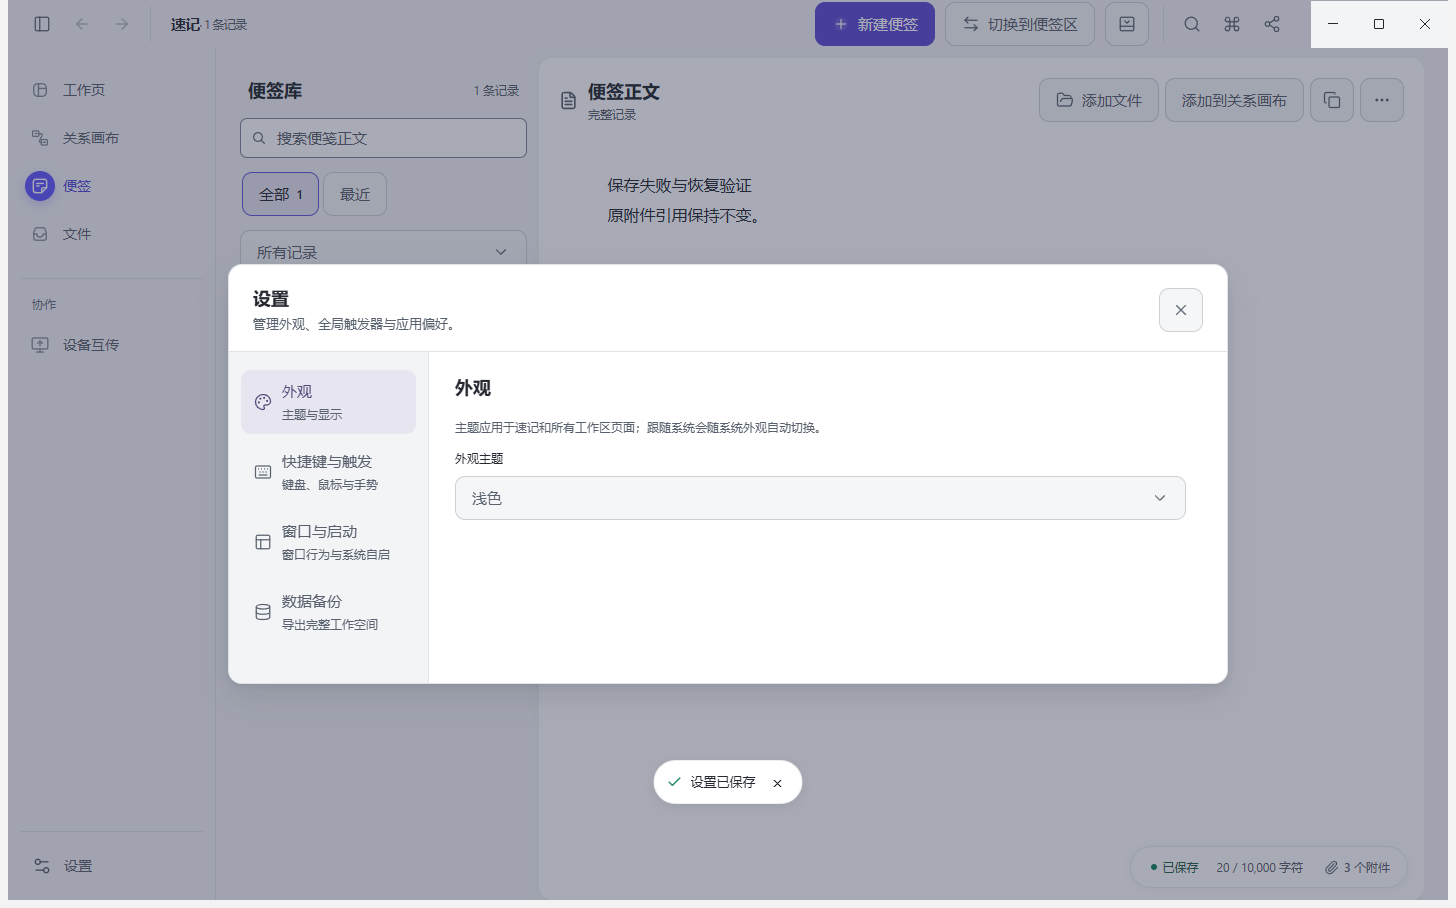 速记 1 条记录
新建便签
切换到便签区
工作页
关系画布
便签
文件
协作
设备互传
设置
便签库
1 条记录
搜索便笺正文
全部 1
最近
所有记录
便签正文
完整记录
添加文件
添加到关系画布
保存失败与恢复验证
原附件引用保持不变。
设置
管理外观、全局触发器与应用偏好。
外观
主题与显示
快捷键与触发
键盘、鼠标与手势
窗口与启动
窗口行为与系统自启
数据备份
导出完整工作空间
外观
主题应用于速记和所有工作区页面；跟随系统会随系统外观自动切换。
外观主题
浅色
设置已保存
已保存
20 / 10,000 字符
3 个附件